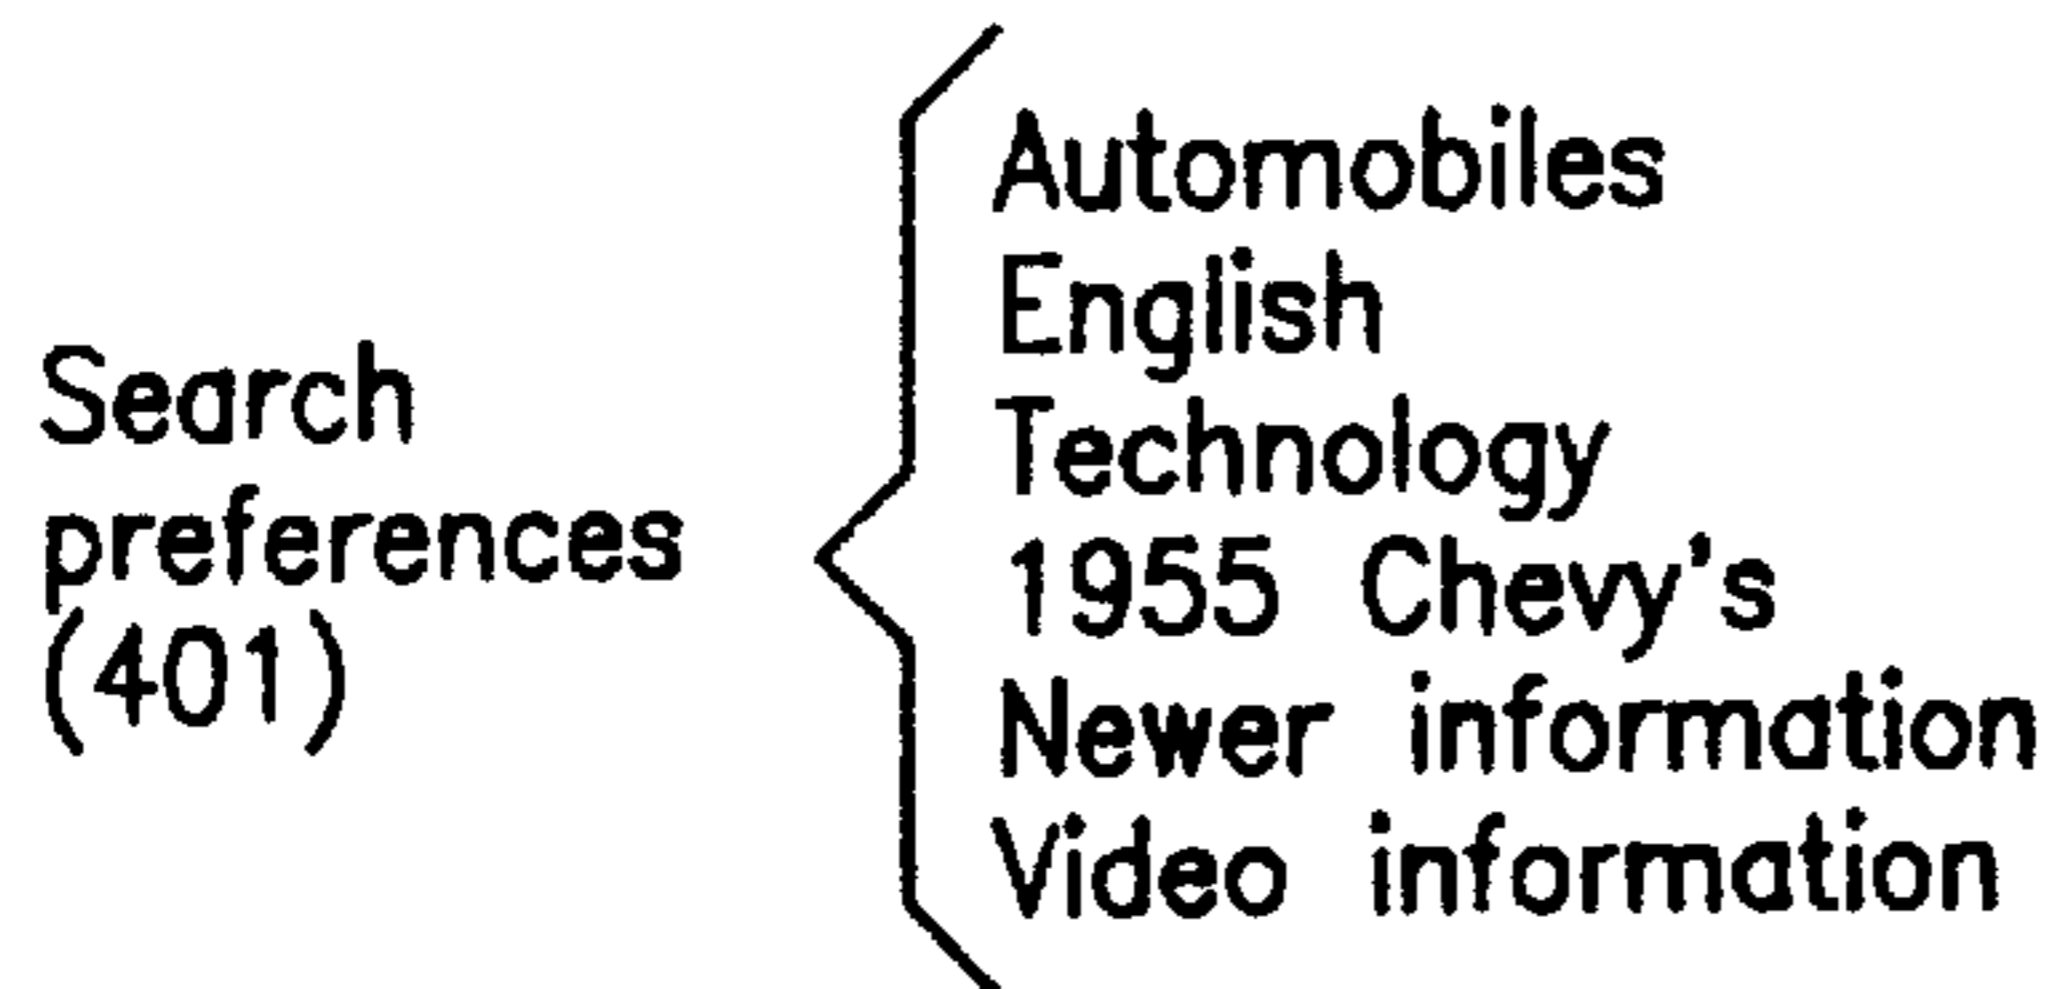 Search
preferences
(401)
Automobiles
English
Technology
1955 Chevy's
Newer information
Video information